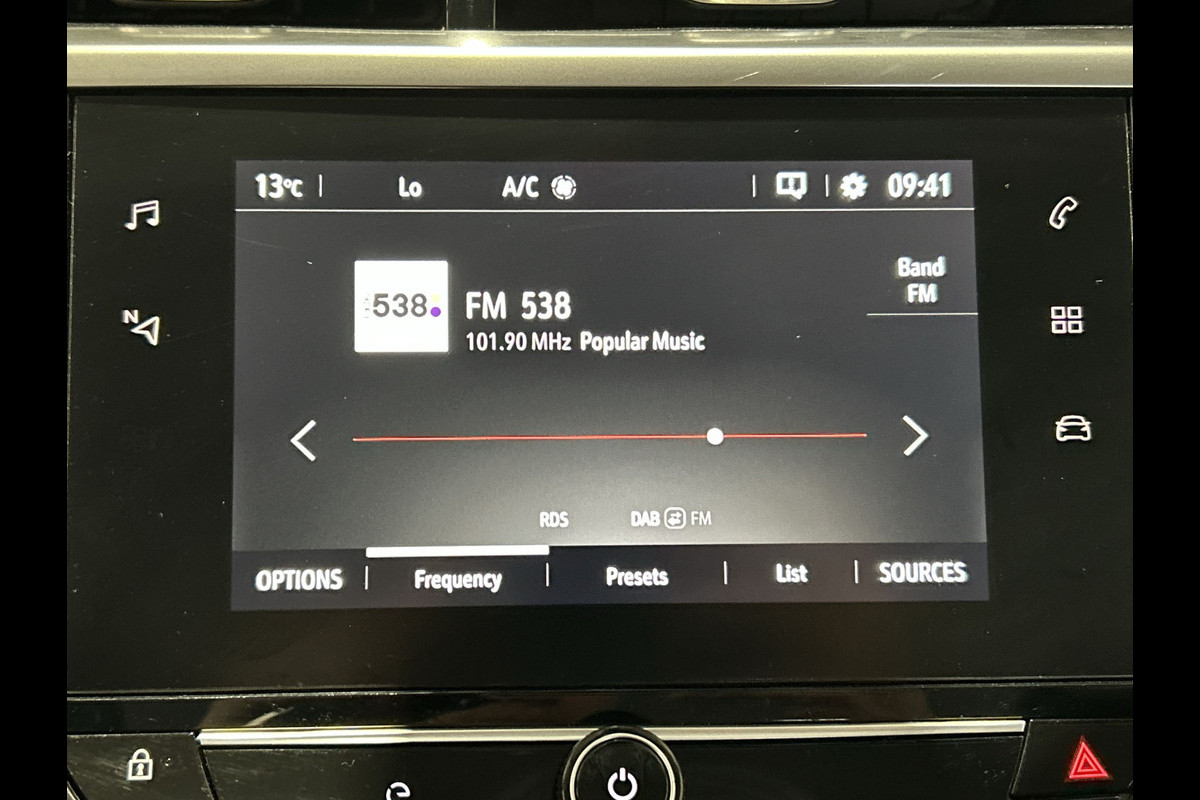 13°C Lo A/C 09:41
Band
FM
538
FM 538
101.90 MHz Popular Music
N
RDS DAB FM
OPTIONS Frequency Presets List SOURCES